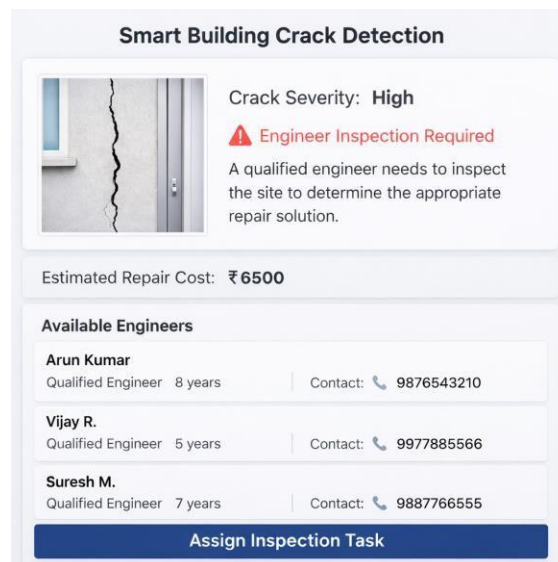 Smart Building Crack Detection
Crack Severity: High
Engineer Inspection Required
A qualified engineer needs to inspect
the site to determine the appropriate
repair solution.
Estimated Repair Cost: ₹6500
Available Engineers
Arun Kumar
Qualified Engineer 8 years Contact: 9876543210
Vijay R.
Qualified Engineer 5 years Contact: 9977885566
Suresh M.
Qualified Engineer 7 years Contact: 9887766555
Assign Inspection Task